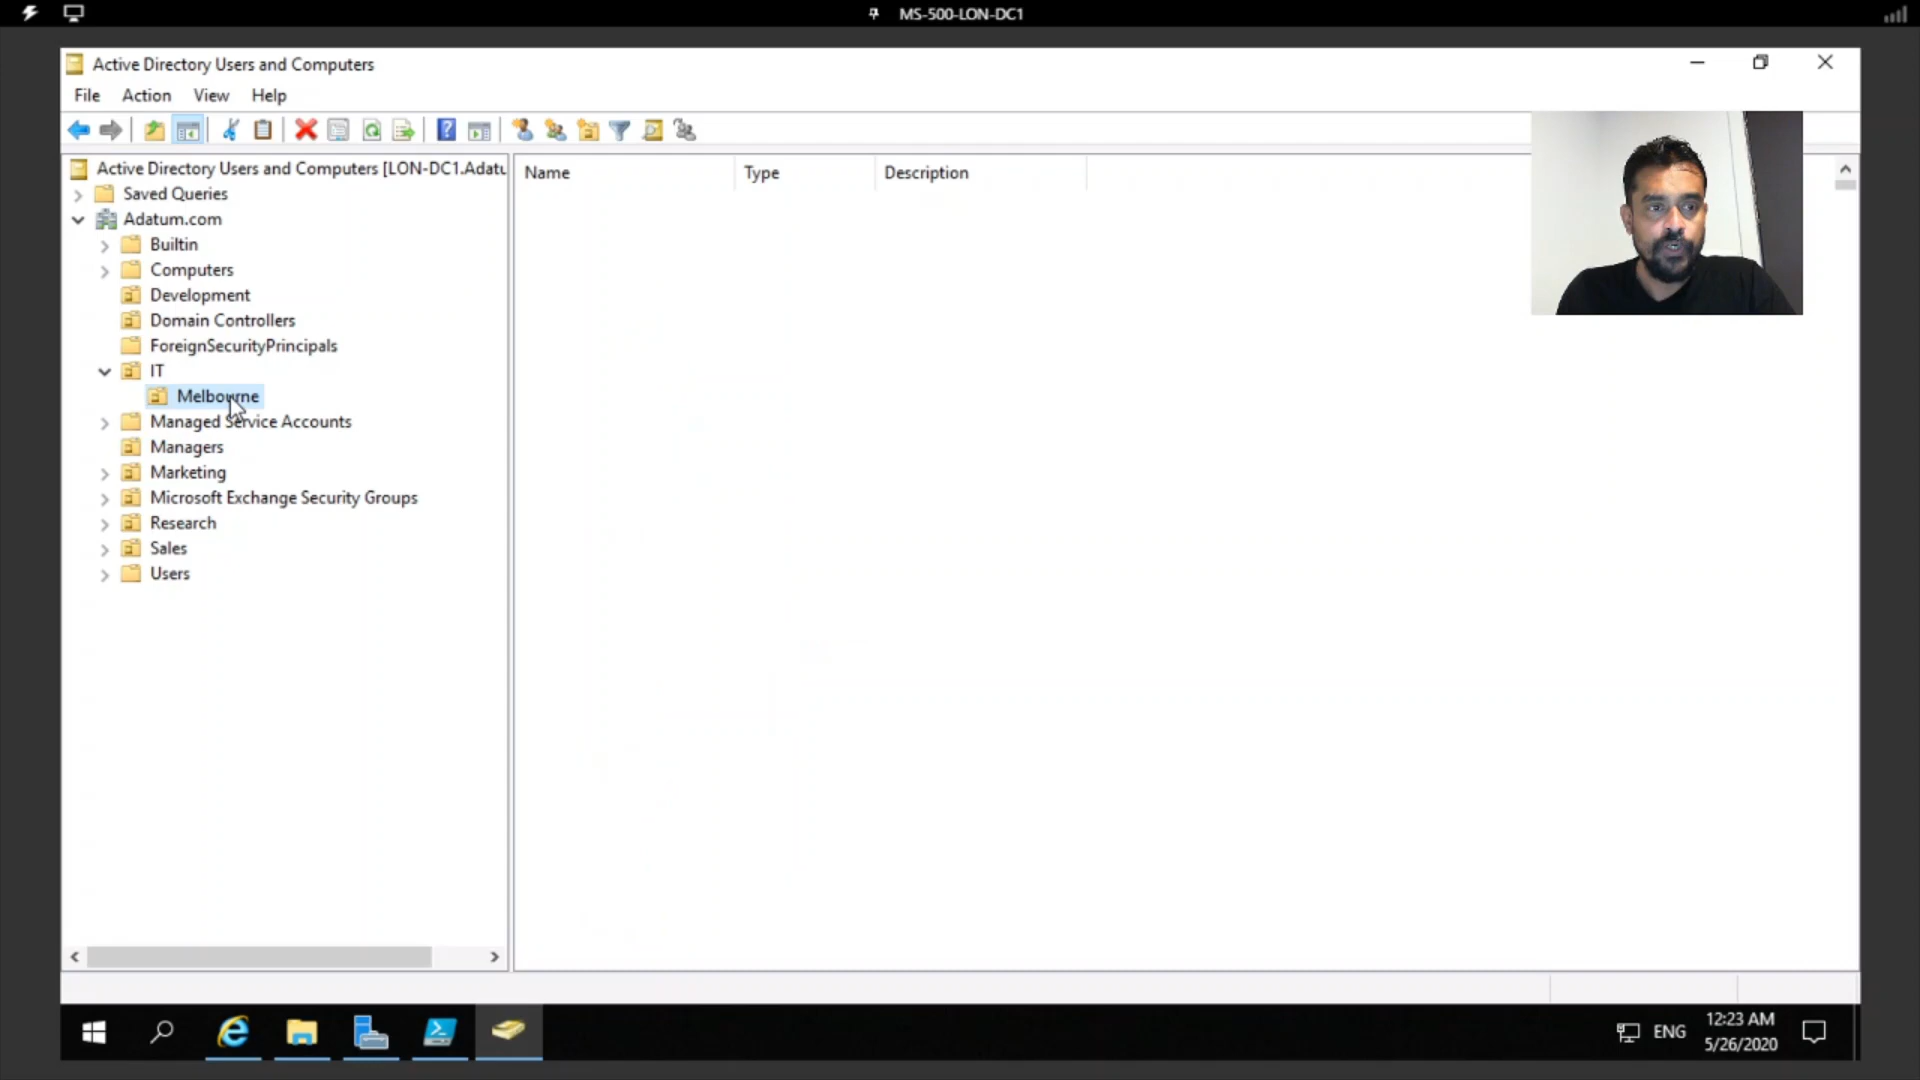 MS-500-LON-DC1
Active Directory Users and Computers
File Action View Help
Active Directory Users and Computers [LON-DC1.Adatu
Name Type Description
Saved Queries
Adatum.com
Builtin
Computers
Development
Domain Controllers
ForeignSecurityPrincipals
IT
Melbourne
Managed Service Accounts
Managers
Marketing
Microsoft Exchange Security Groups
Research
Sales
Users
ENG
12:23 AM
5/26/2020